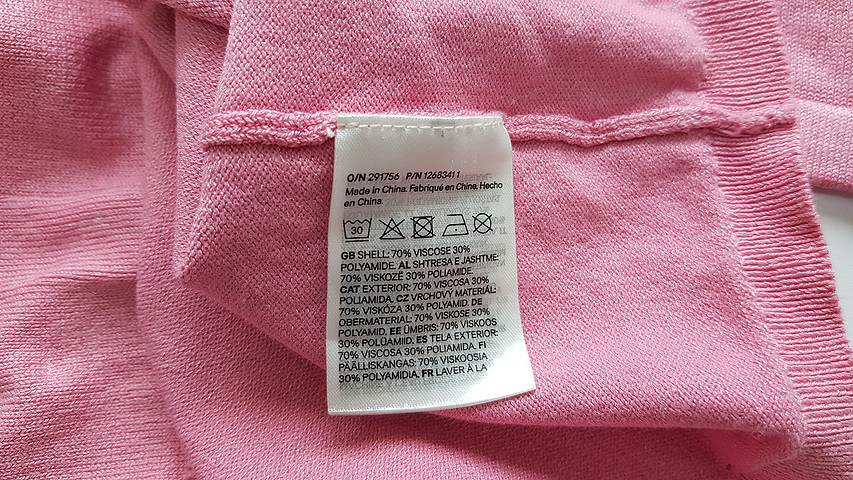 O/N 291756 P/N 12683411
Made in China. Fabriqué en Chine. Hecho
en China.
30
GB SHELL: 70% VISCOSE 30%
POLYAMIDE. AL SHTRESA E JASHTME:
70% VISKOZË 30% POLIAMIDE.
CAT EXTERIOR: 70% VISCOSA 30%
POLIAMIDA. CZ VRCHOVÝ MATERIÁL:
70% VISKÓZA 30% POLYAMID. DE
OBERMATERIAL: 70% VISKOSE 30%
POLYAMID. EE ÜMBRIS: 70% VISKOOS
30% POLÜAMIID. ES TELA EXTERIOR:
70% VISCOSA 30% POLIAMIDA. FI
PÄÄLLISKANGAS: 70% VISKOOSIA
30% POLYAMIDIA. FR LAVER À LA